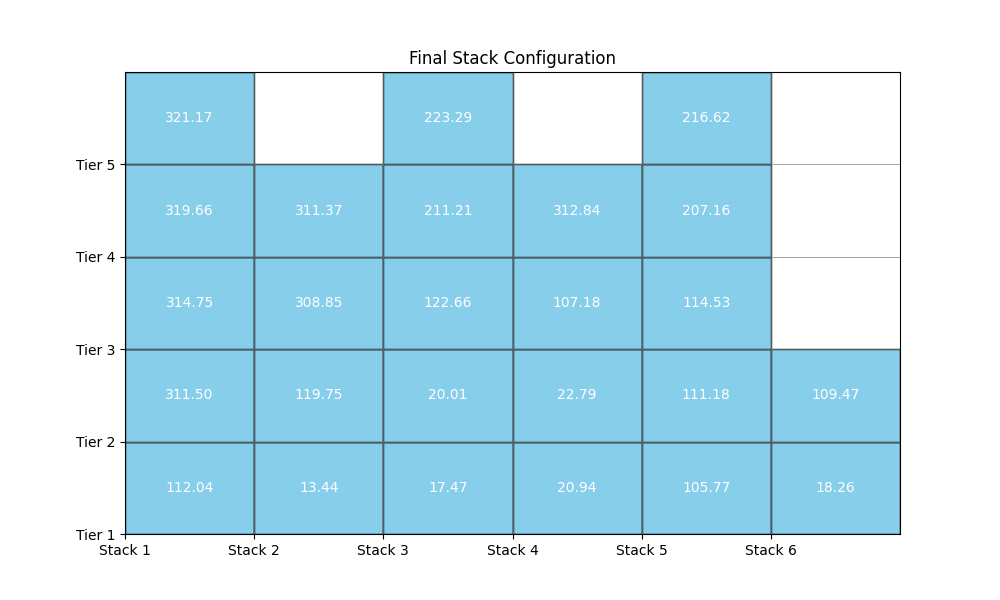 Final Stack Configuration
321.17 223.29 216.62
Tier 5
319.66 311.37 211.21 312.84 207.16
Tier 4
314.75 308.85 122.66 107.18 114.53
Tier 3
311.50 119.75 20.01 22.79 111.18 109.47
Tier 2
112.04 13.44 17.47 20.94 105.77 18.26
Tier 1
Stack 1 Stack 2 Stack 3 Stack 4 Stack 5 Stack 6